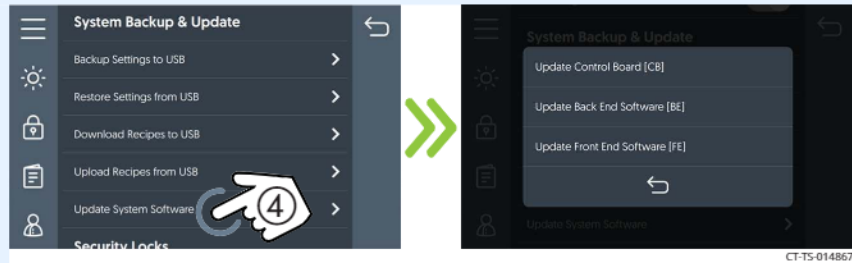 System Backup & Update
Backup Settings to USB
Restore Settings from USB
Download Recipes to USB
Upload Recipes from USB
Update System Software
4
Security Locks
System Backup & Update
Update Control Board [CB]
Update Back End Software [BE]
Update Front End Software [FE]
Update System Software
CT-TS-014867